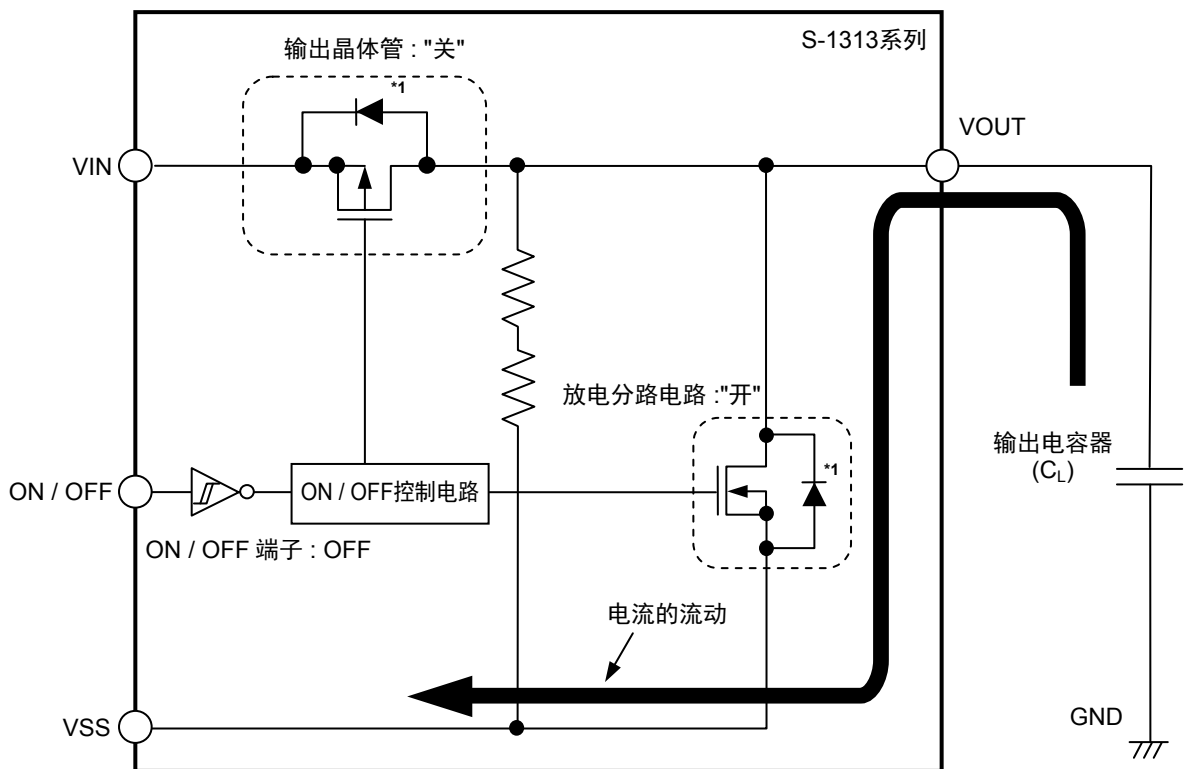 S-1313系列
输出晶体管 : "关"
*1
VOUT
VIN
放电分路电路 :"开"
*1
输出电容器
(CL)
ON / OFF
ON / OFF控制电路
ON / OFF 端子 : OFF
电流的流动
VSS
GND